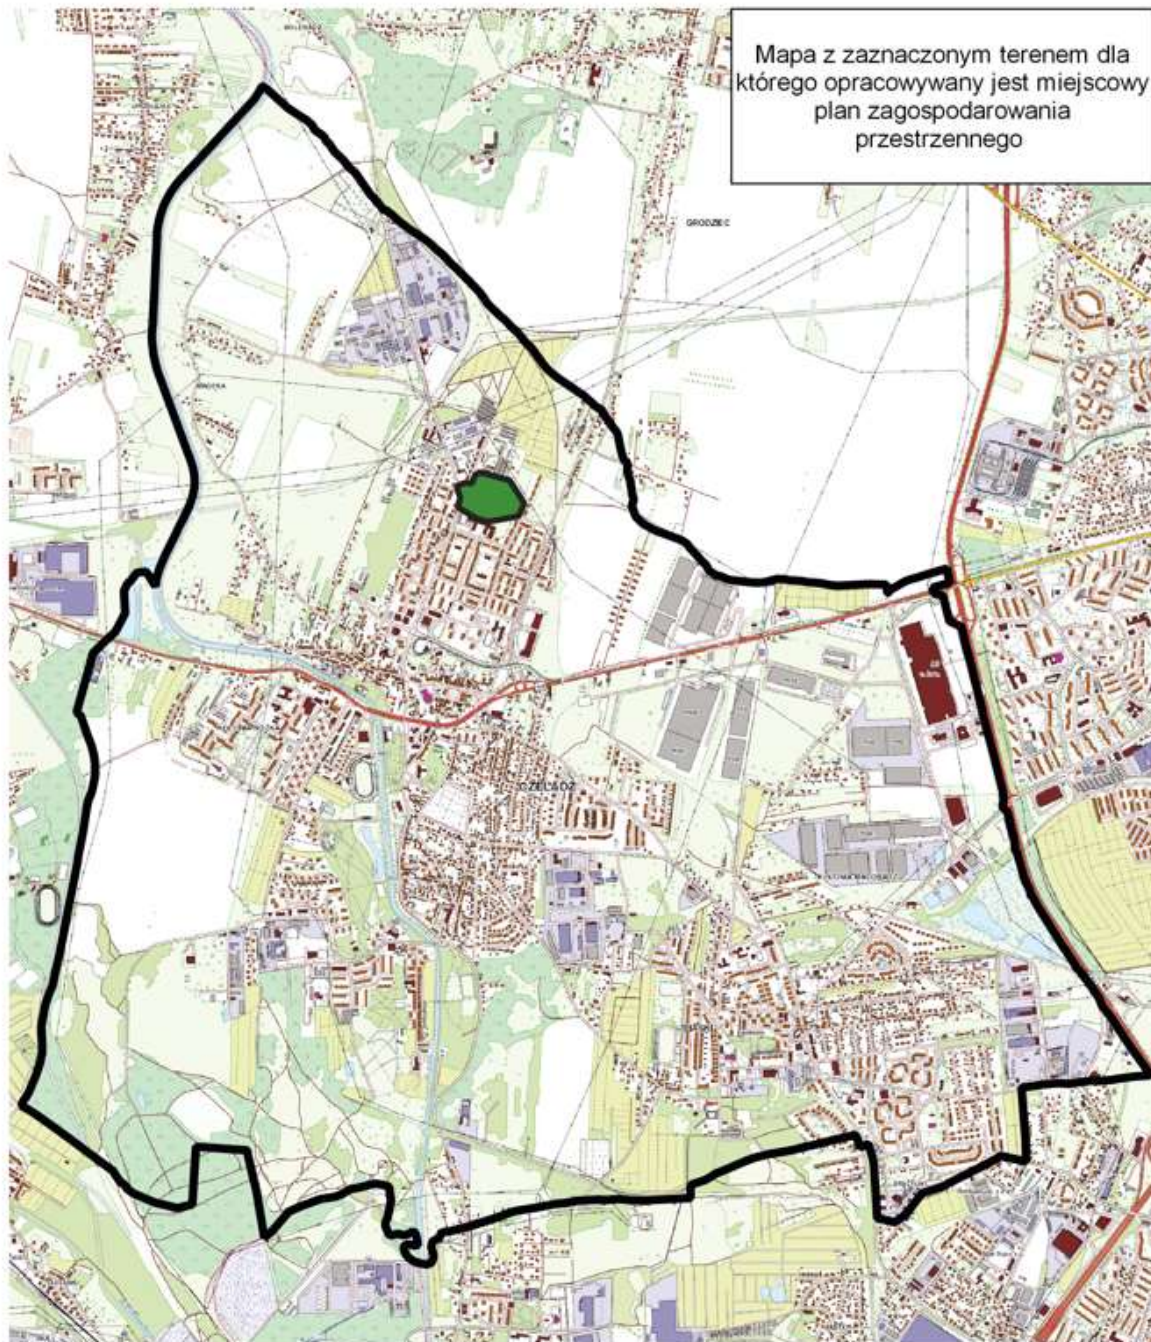 Mapa z zaznaczonym terenem dla
którego opracowywany jest miejscowy
plan zagospodarowania
przestrzennego
GRODZIEC
CZELADŹ